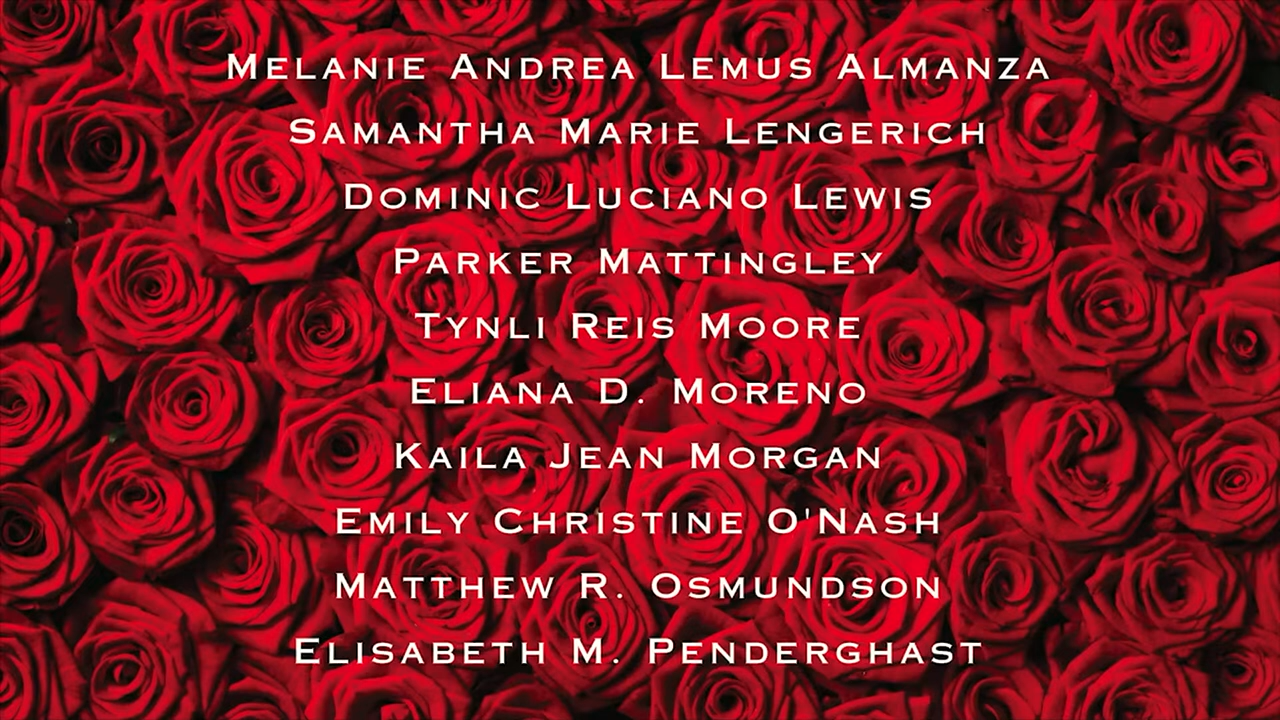 Melanie Andrea Lemus Almanza
Samantha Marie Lengerich
Dominic Luciano Lewis
Parker Mattingley
Tynli Reis Moore
Eliana D. Moreno
Kaila Jean Morgan
Emily Christine O'Nash
Matthew R. Osmundson
Elisabeth M. Penderghast